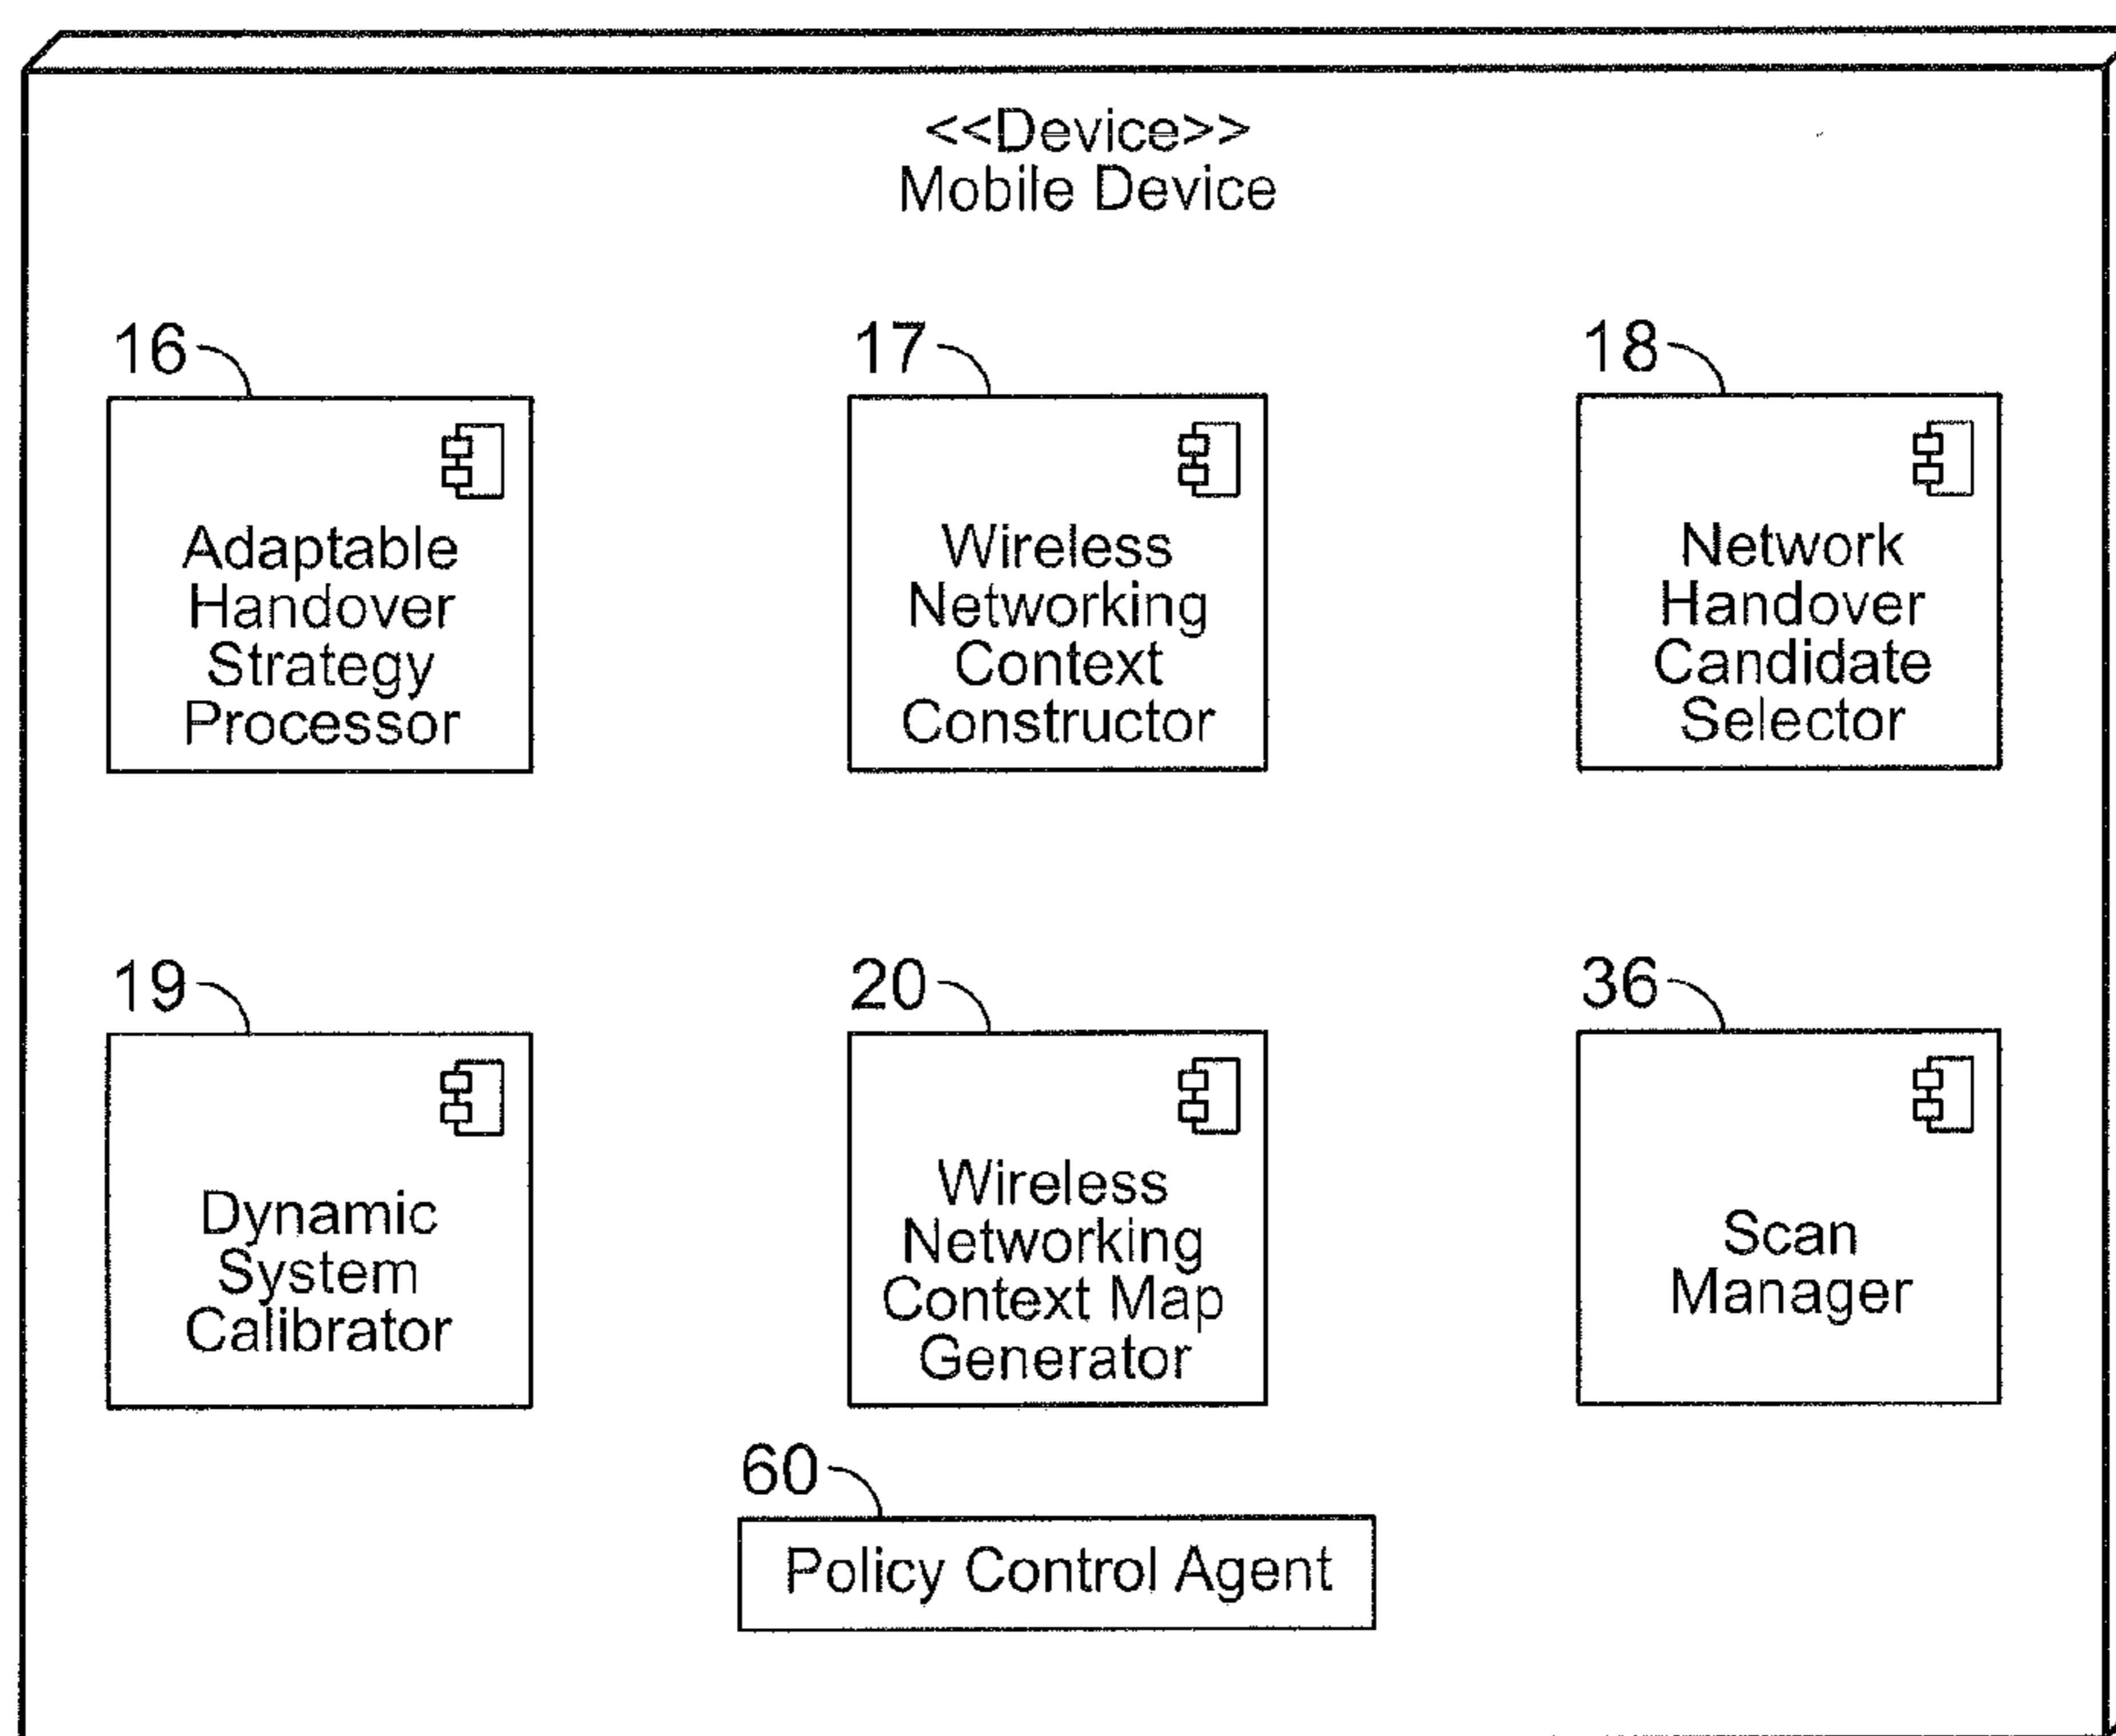 <<Device>>
Mobile Device
16
Adaptable
Handover
Strategy
Processor
17
Wireless
Networking
Context
Constructor
18
Network
Handover
Candidate
Selector
19
Dynamic
System
Calibrator
20
Wireless
Networking
Context Map
Generator
36
Scan
Manager
60
Policy Control Agent